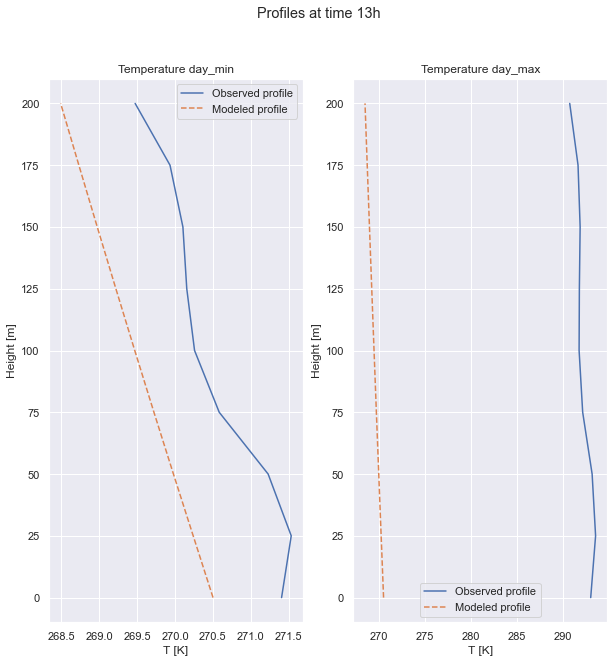 Profiles at time 13h
Temperature day_min
Observed profile
Modeled profile
200
175
150
125
100
75
50
25
0
Height [m]
268.5 269.0 269.5 270.0 270.5 271.0 271.5
T [K]
Temperature day_max
200
175
150
125
100
75
50
25
0
Height [m]
Observed profile
Modeled profile
270 275 280 285 290
T [K]